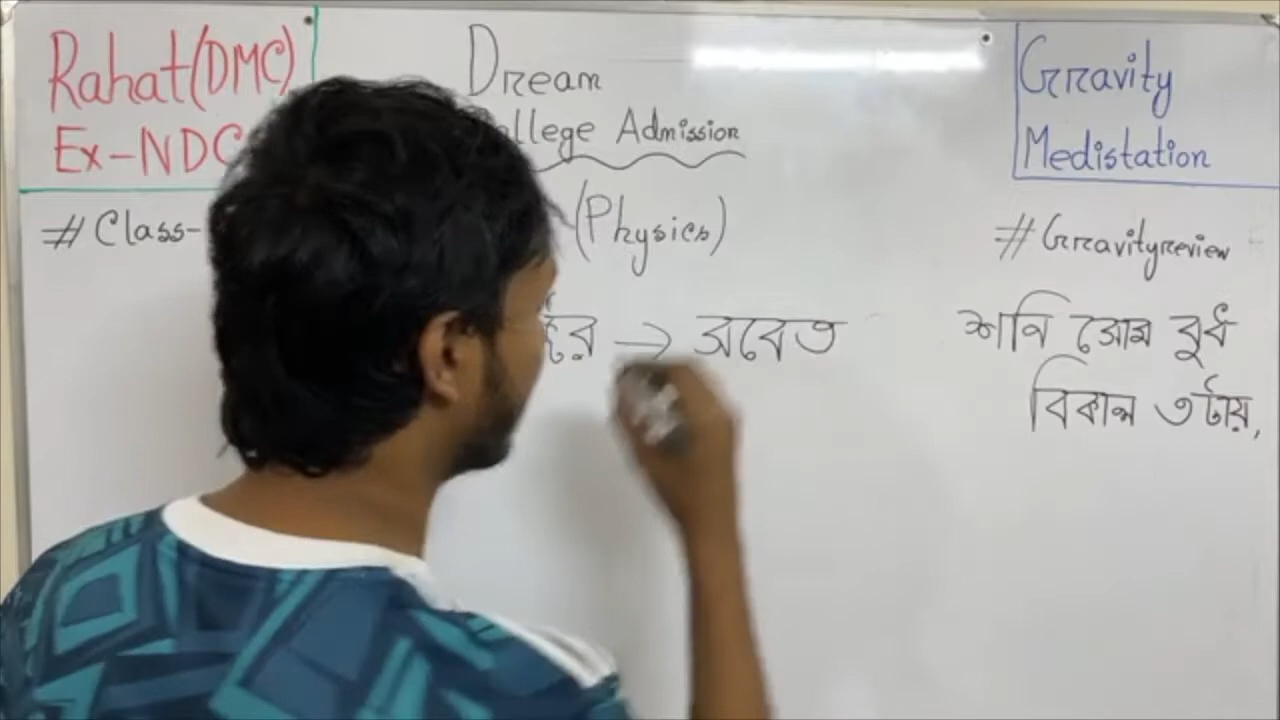 Rahat(DMC)
Ex-NDC
Dream
College Admission
(Physics)
Gravity
Medistation
#Class-
#Gravityreview
→ সবেত
শনি সোম বুধ
বিকাল ৩টায়,